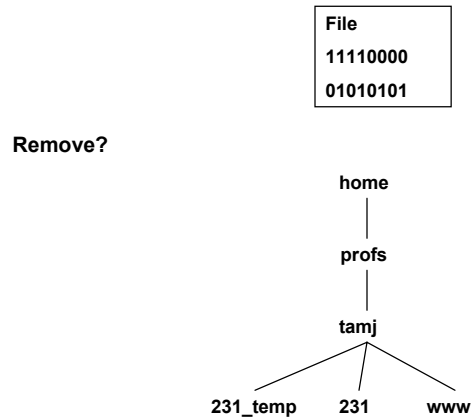 File
11110000
01010101
Remove?
home
profs
tamj
231_temp 231 www